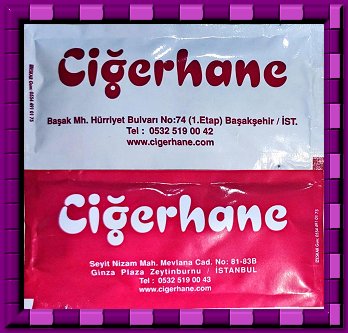 Ciğerhane
Başak Mh. Hürriyet Bulvarı No:74 (1.Etap) Başakşehir / İST.
Tel : 0532 519 00 42
www.cigerhane.com
Ciğerhane
Seyit Nizam Mah. Mevlana Cad. No: 81-83B
Ginza Plaza Zeytinburnu / İSTANBUL
Tel : 0532 519 00 43
www.cigerhane.com